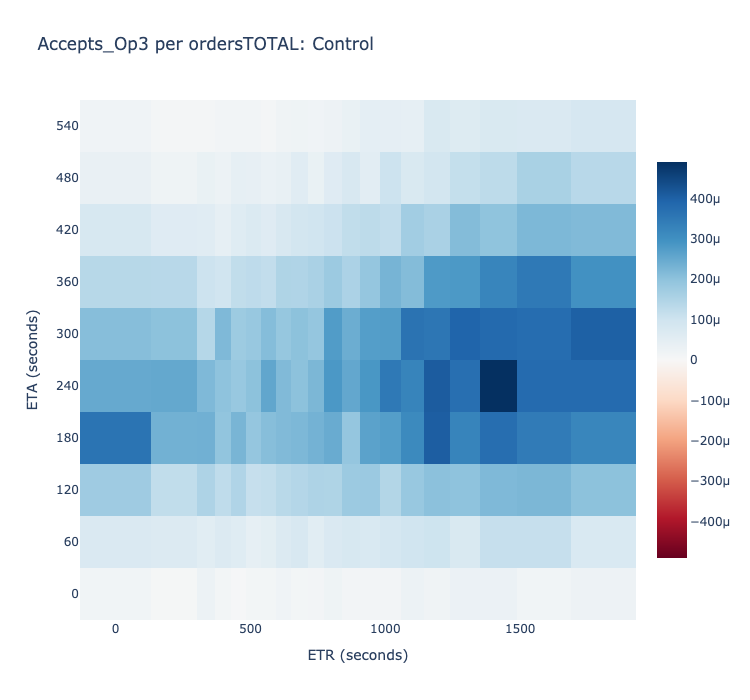 Accepts_Op3 per ordersTOTAL: Control
540
480
420
360
300
240
180
120
60
0
ETA (seconds)
0
500
1000
1500
ETR (seconds)
400μ
300μ
200μ
100μ
0
−100μ
−200μ
−300μ
−400μ